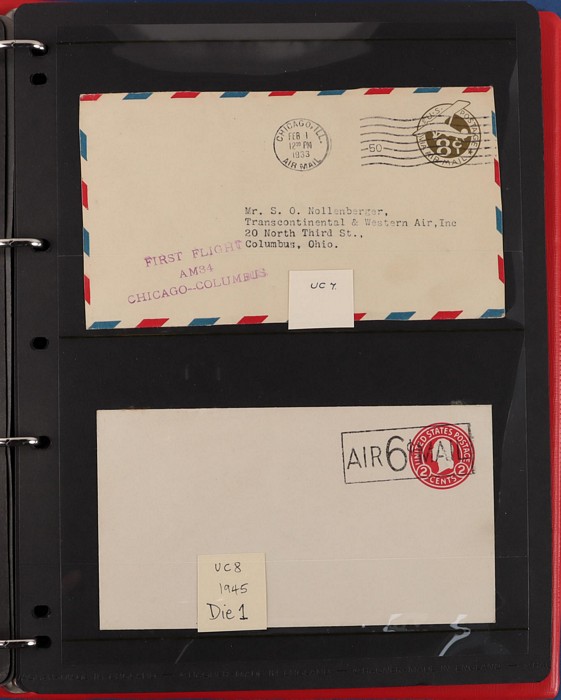 CHICAGO, ILL.
FEB 1
12 30 PM
1933
AIR MAIL
50
U.S. POSTAGE
8¢
AIR MAIL
Mr. S. O. Nollenberger,
Transcontinental & Western Air, Inc
20 North Third St.,
Columbus, Ohio.
FIRST FLIGHT
AM34
CHICAGO--COLUMBUS
UC7
AIR 6¢ MAIL
UNITED STATES POSTAGE
2 2
CENTS
UC8
1945
Die 1